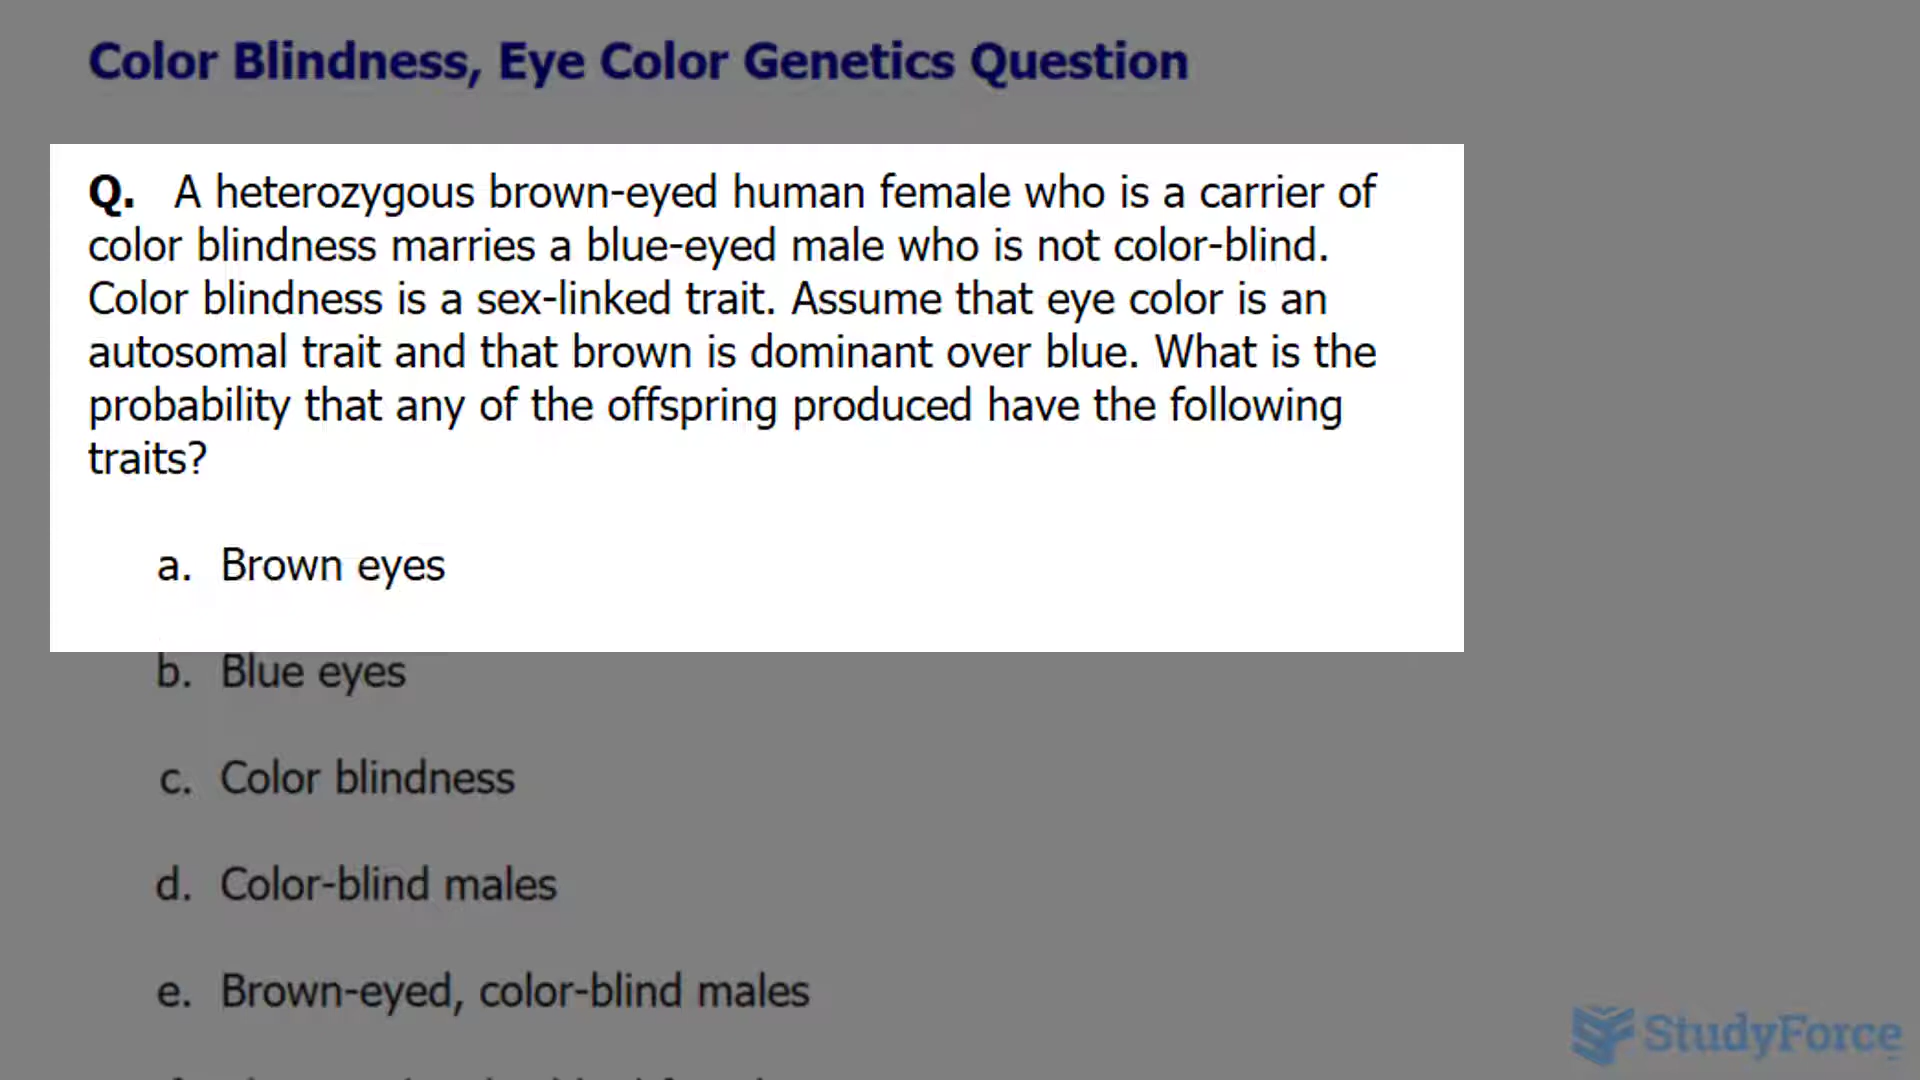 Color Blindness, Eye Color Genetics Question
Q. A heterozygous brown-eyed human female who is a carrier of
color blindness marries a blue-eyed male who is not color-blind.
Color blindness is a sex-linked trait. Assume that eye color is an
autosomal trait and that brown is dominant over blue. What is the
probability that any of the offspring produced have the following
traits?
a. Brown eyes
b. Blue eyes
c. Color blindness
d. Color-blind males
e. Brown-eyed, color-blind males
StudyForce